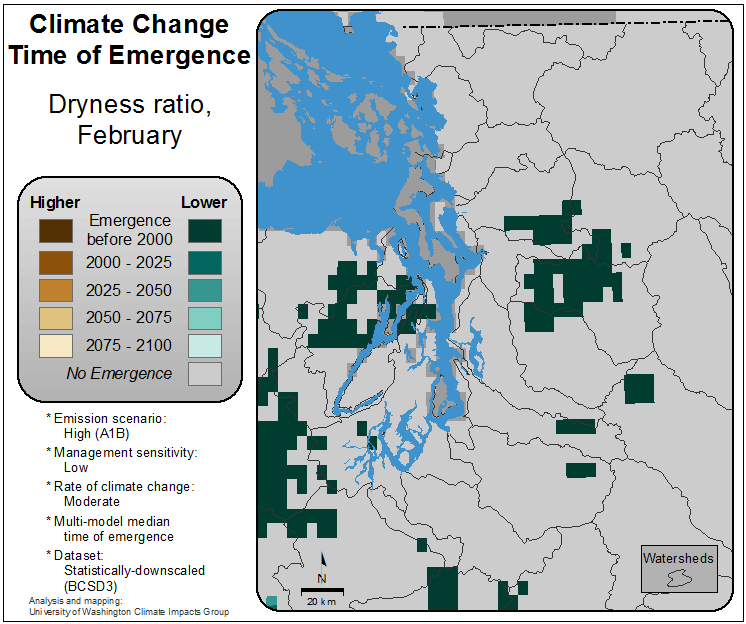 Climate Change
Time of Emergence
Dryness ratio,
February
Higher Lower
Emergence
before 2000
2000 - 2025
2025 - 2050
2050 - 2075
2075 - 2100
No Emergence
* Emission scenario:
High (A1B)
* Management sensitivity:
Low
* Rate of climate change:
Moderate
* Multi-model median
time of emergence
* Dataset:
Statistically-downscaled
(BCSD3)
Analysis and mapping:
University of Washington Climate Impacts Group
N
20 km
Watersheds